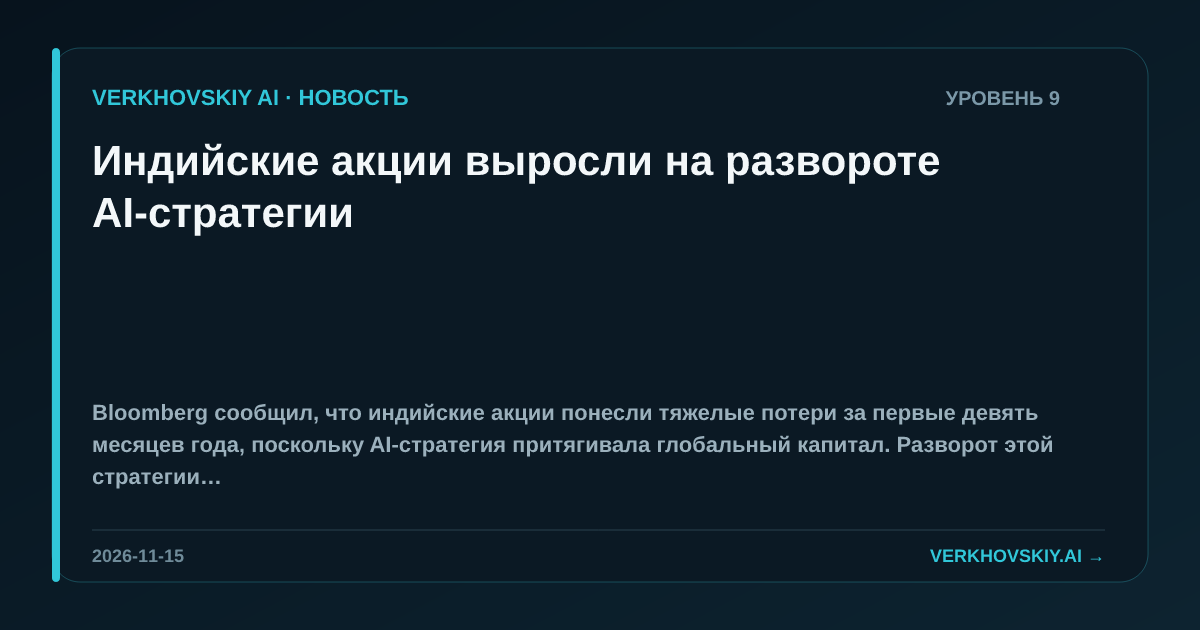 VERKHOVSKIY AI · НОВОСТЬ
УРОВЕНЬ 9
Индийские акции выросли на развороте
AI-стратегии
Bloomberg сообщил, что индийские акции понесли тяжелые потери за первые девять
месяцев года, поскольку AI-стратегия притягивала глобальный капитал. Разворот этой
стратегии…
2026-11-15
VERKHOVSKIY.AI →